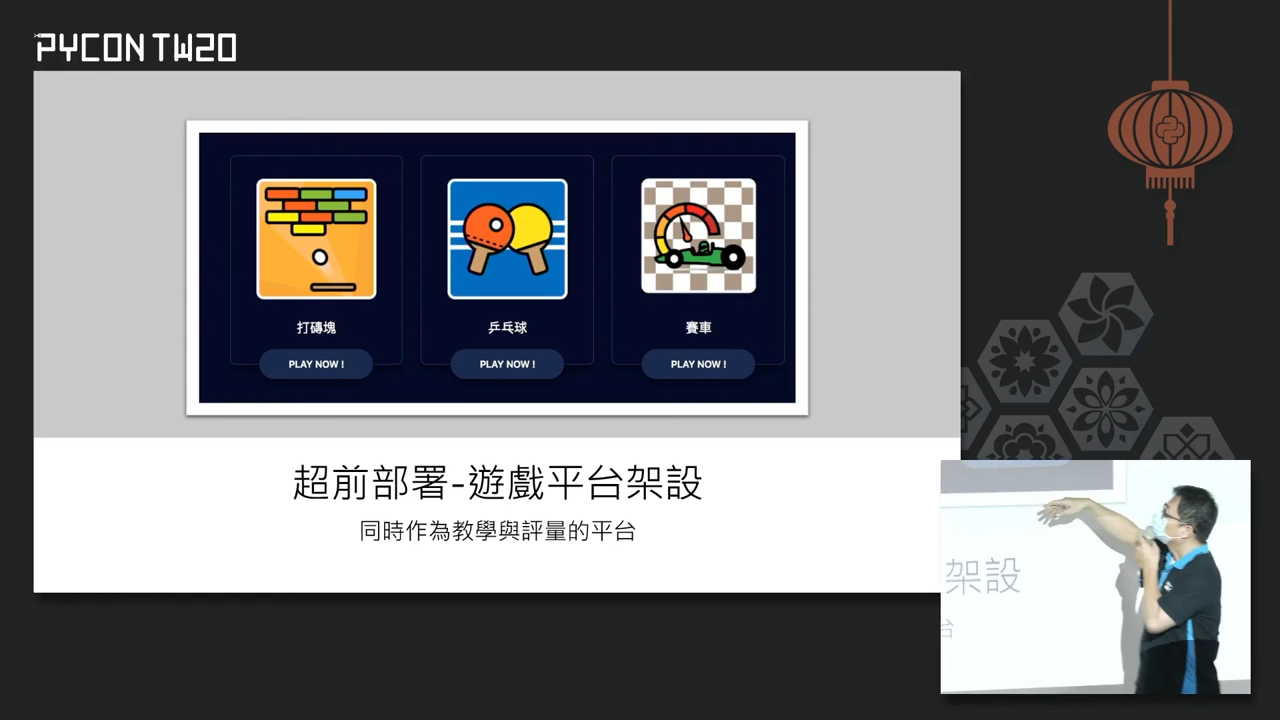 PYCON TW20
打磚塊
乒乓球
賽車
PLAY NOW !
PLAY NOW !
PLAY NOW !
超前部署-遊戲平台架設
同時作為教學與評量的平台
架設
台